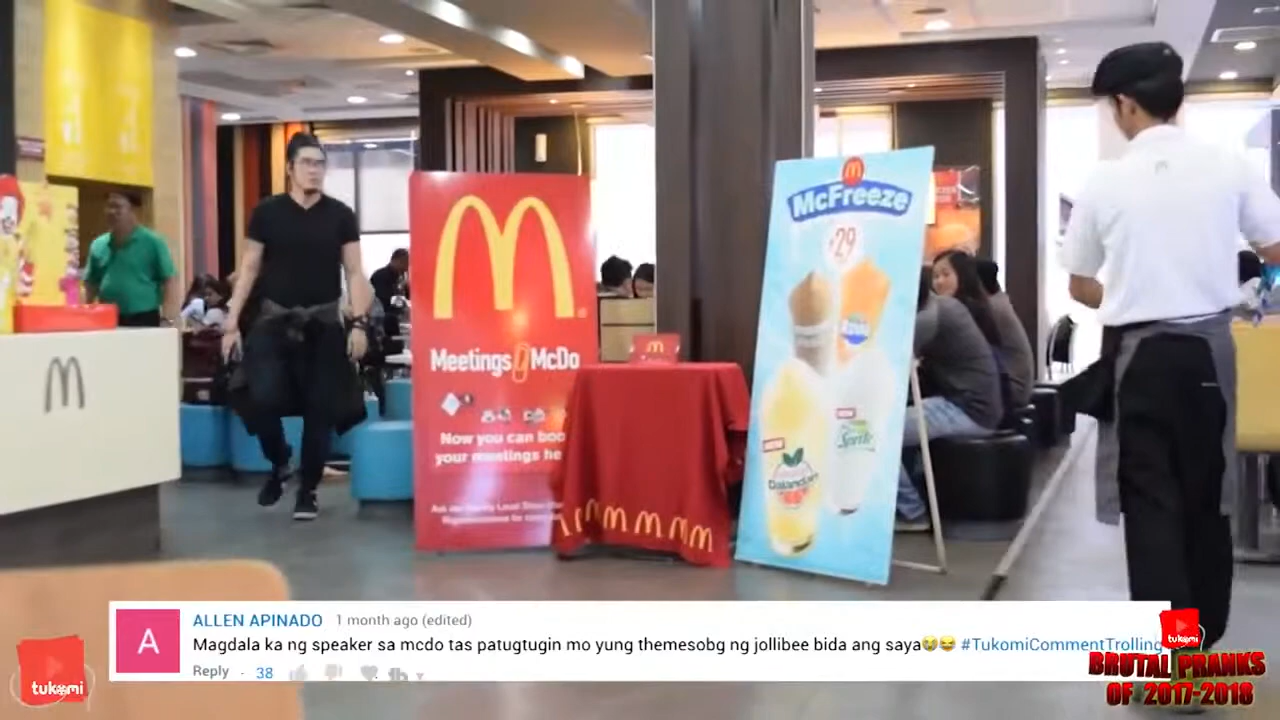 McFreeze
29
Meetings McDo
Now you can boo
your meetings he
Sprite
Dalandan
ALLEN APINADO 1 month ago (edited)
Magdala ka ng speaker sa mcdo tas patugtugin mo yung themesobg ng jollibee bida ang saya😭😆 #TukomiCommentTrolling
Reply · 38
tukomi
tukomi
BRUTAL PRANKS
OF 2017-2018